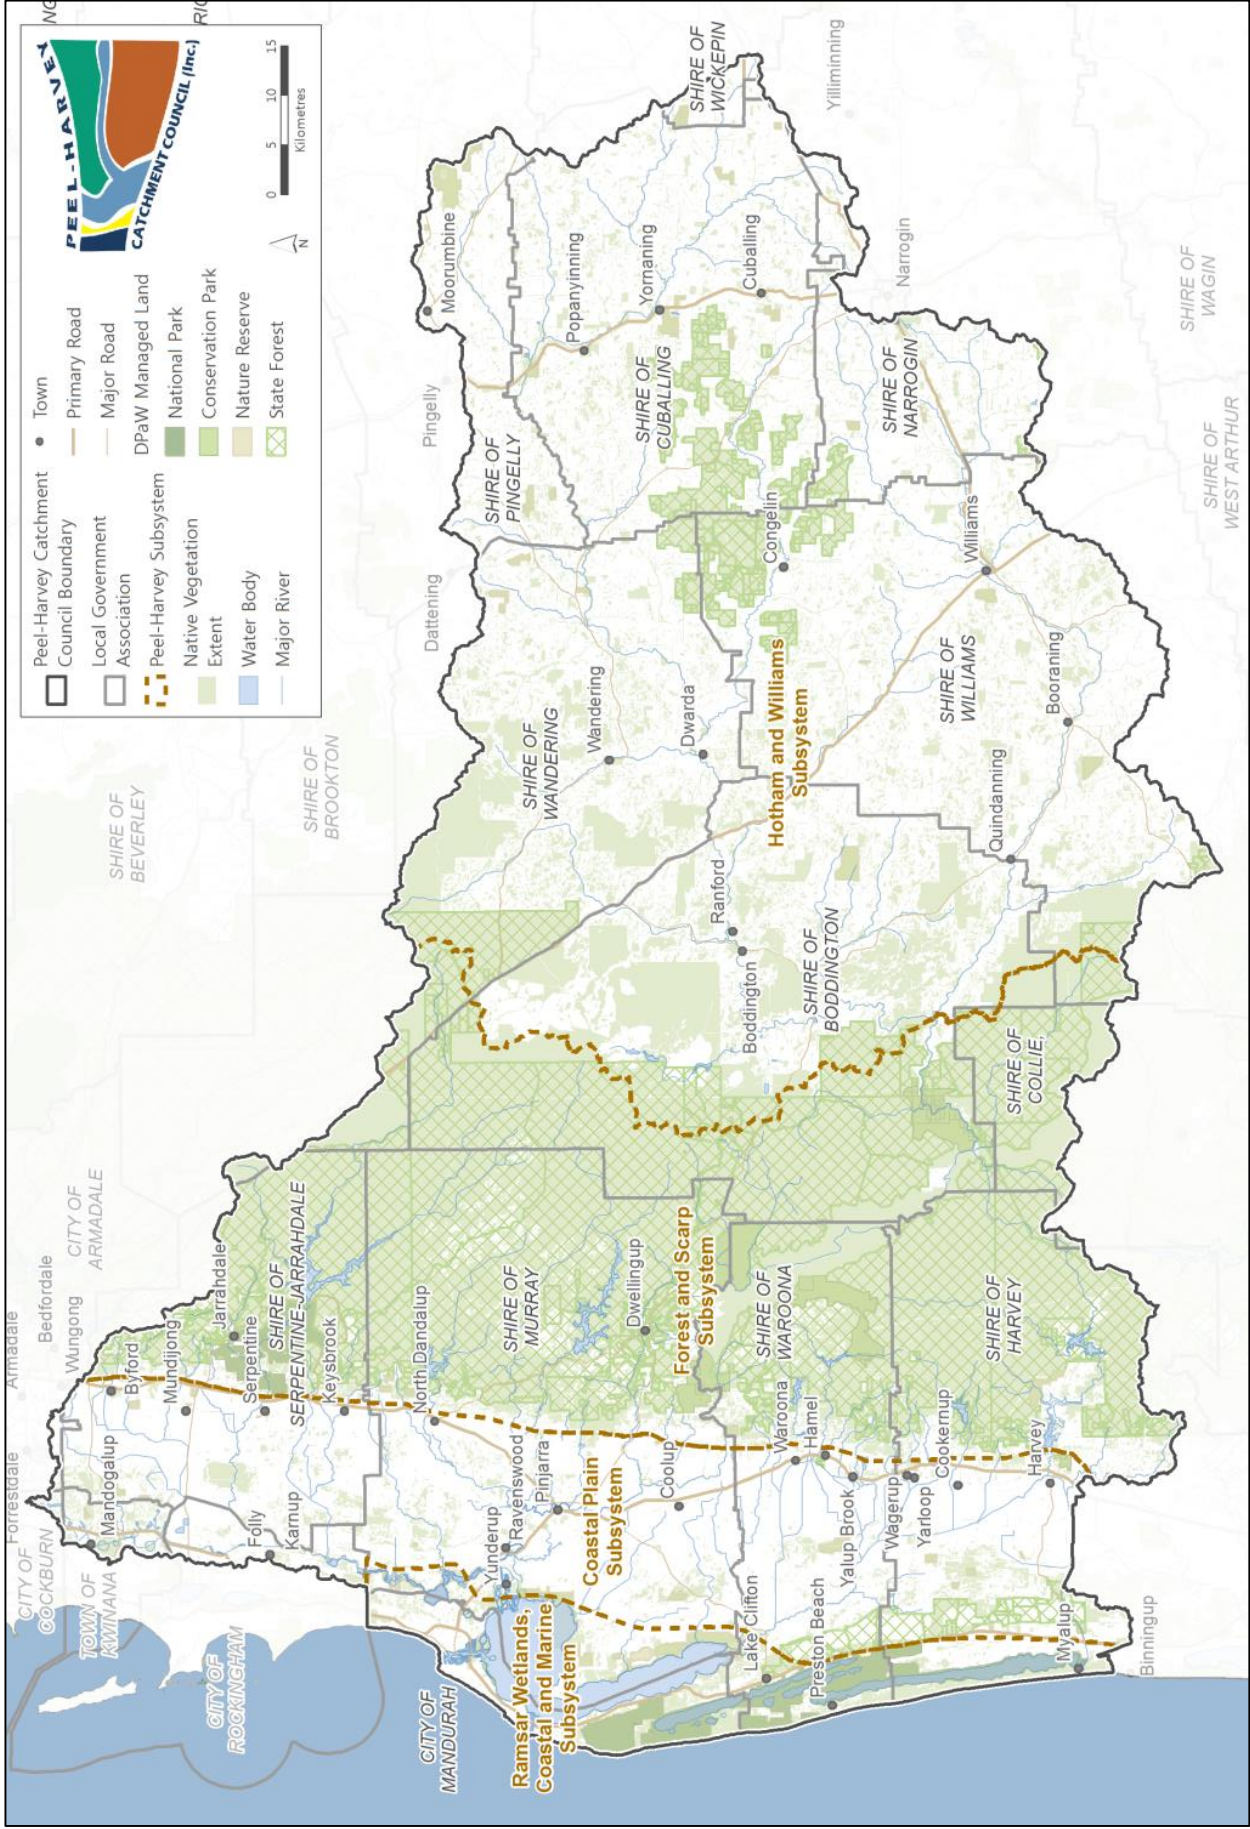 PEEL-HARVEY
CATCHMENT COUNCIL (Inc.)
Peel-Harvey Catchment
Council Boundary
Local Government
Association
Peel-Harvey Subsystem
Native Vegetation
Extent
Water Body
Major River
Town
Primary Road
Major Road
DPaW Managed Land
National Park
Conservation Park
Nature Reserve
State Forest
N
0
5
10
15
Kilometres
CITY OF
COCKBURN
Forrestdale
Armadale
Bedfordale
Wungong
CITY OF
ARMADALE
TOWN OF
KWINANA
Mandogalup
Byford
Mundijong
Jarrahdale
Serpentine
SHIRE OF
SERPENTINE-JARRAHDALE
Keysbrook
Folly
Karnup
CITY OF
ROCKINGHAM
SHIRE OF
BEVERLEY
SHIRE OF
BROOKTON
Dattening
Pingelly
Moorumbine
SHIRE OF
PINGELLY
Popanyinning
Yornaning
SHIRE OF
CUBALLING
Cuballing
SHIRE OF
WICKEPIN
Yilliminning
Narrogin
SHIRE OF
NARROGIN
SHIRE OF
WAGIN
SHIRE OF
WEST ARTHUR
CITY OF
MANDURAH
North Dandalup
SHIRE OF
MURRAY
Dwellingup
Yunderup
Ravenswood
Pinjarra
Ramsar Wetlands,
Coastal and Marine
Subsystem
Coastal Plain
Subsystem
Coolup
Forest and Scarp
Subsystem
SHIRE OF
WANDERING
Wandering
Dwarda
Hotham and Williams
Subsystem
Congelin
Ranford
Boddington
SHIRE OF
BODDINGTON
SHIRE OF
WILLIAMS
Williams
Quindanning
Booraning
SHIRE OF
COLLIE
SHIRE OF
WAROONA
Waroona
Hamel
Lake Clifton
Preston Beach
Yalup Brook
Wagerup
Yarloop
Cookernup
SHIRE OF
HARVEY
Harvey
Myalup
Binningup
NG
RIC